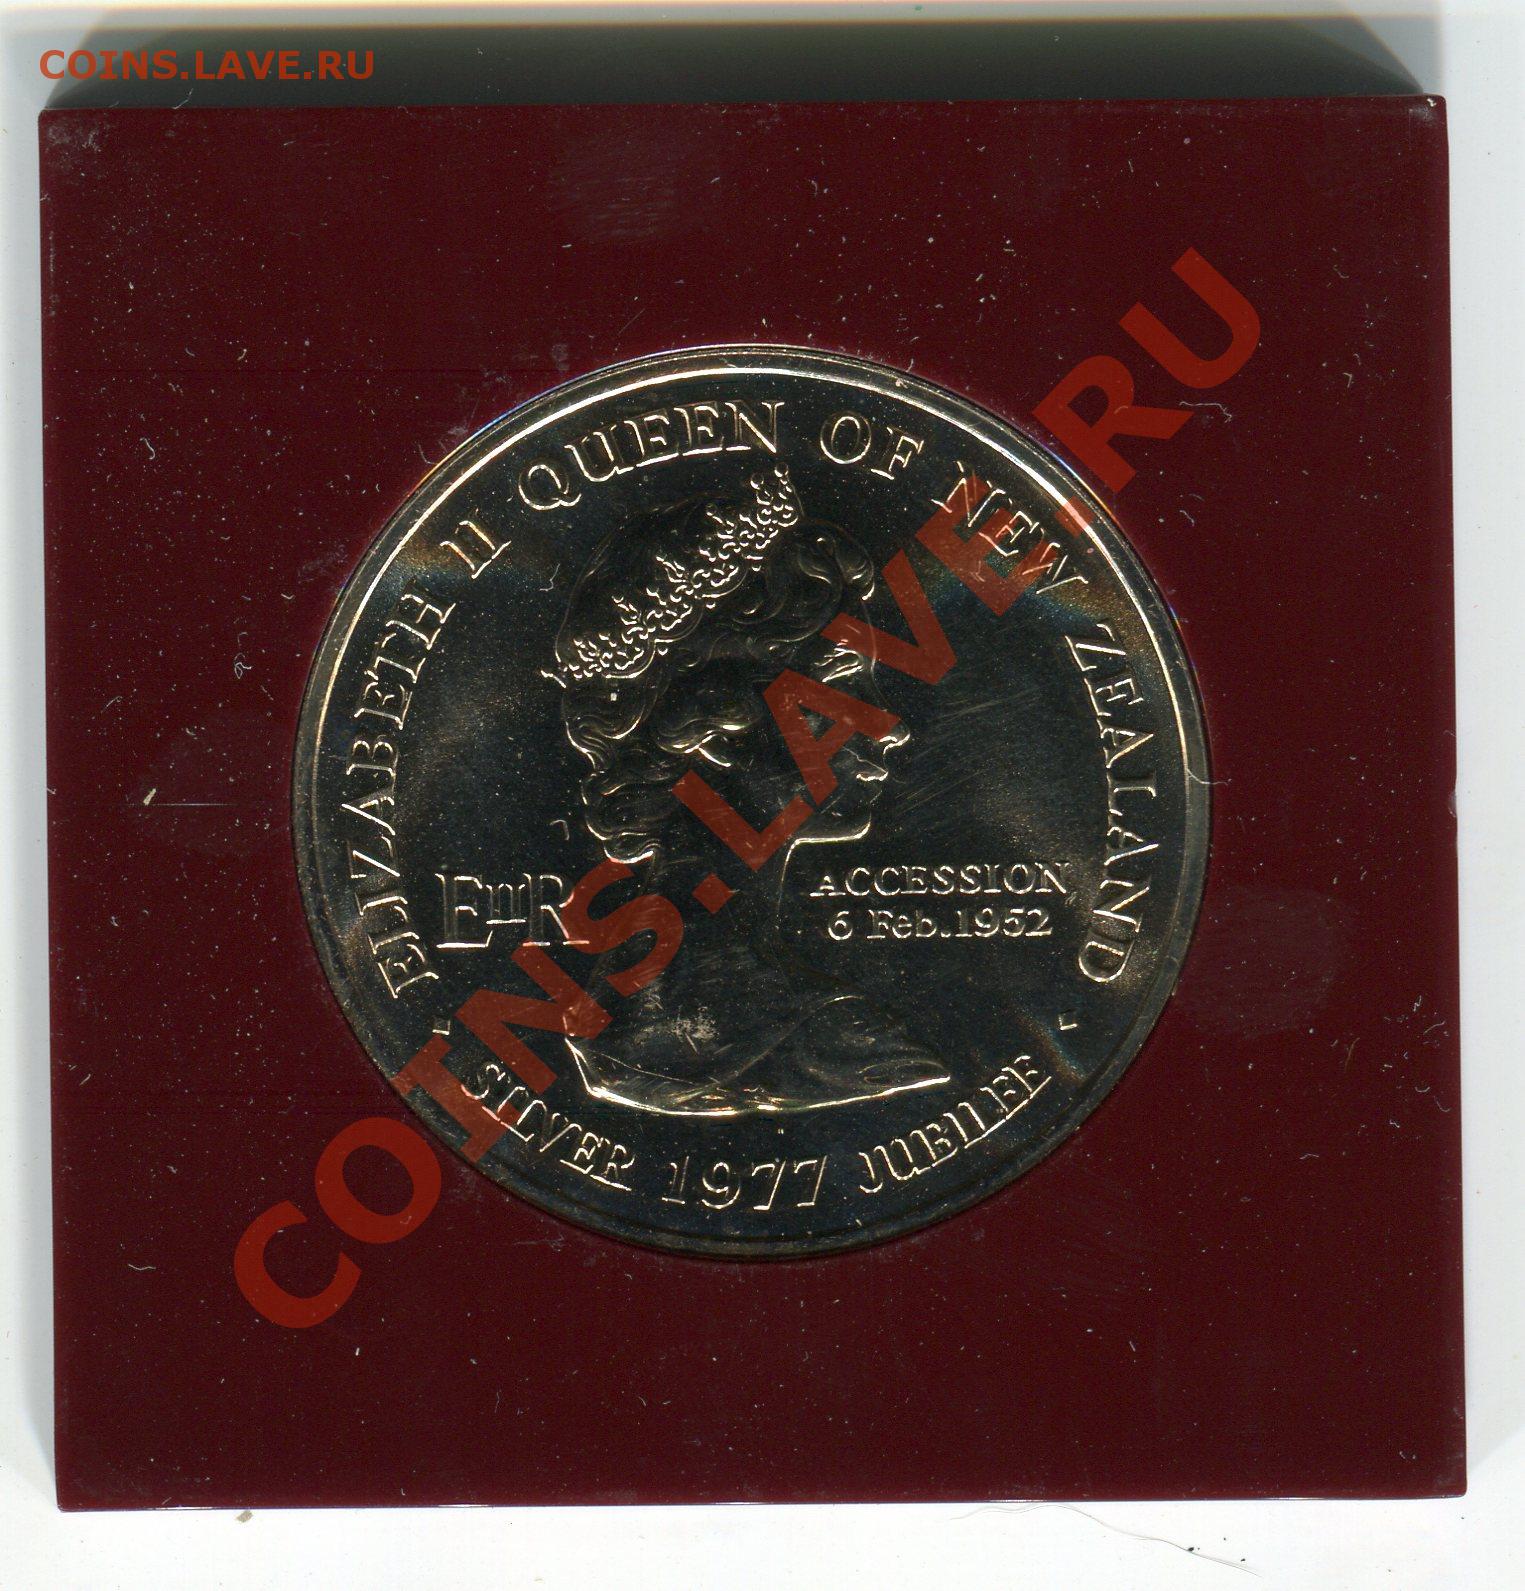 COINS.LAVE.RU
ELIZABETH II QUEEN OF NEW ZEALAND
EIIR
ACCESSION
6 Feb. 1952
· SILVER 1977 JUBILEE ·
COINS.LAVE.RU